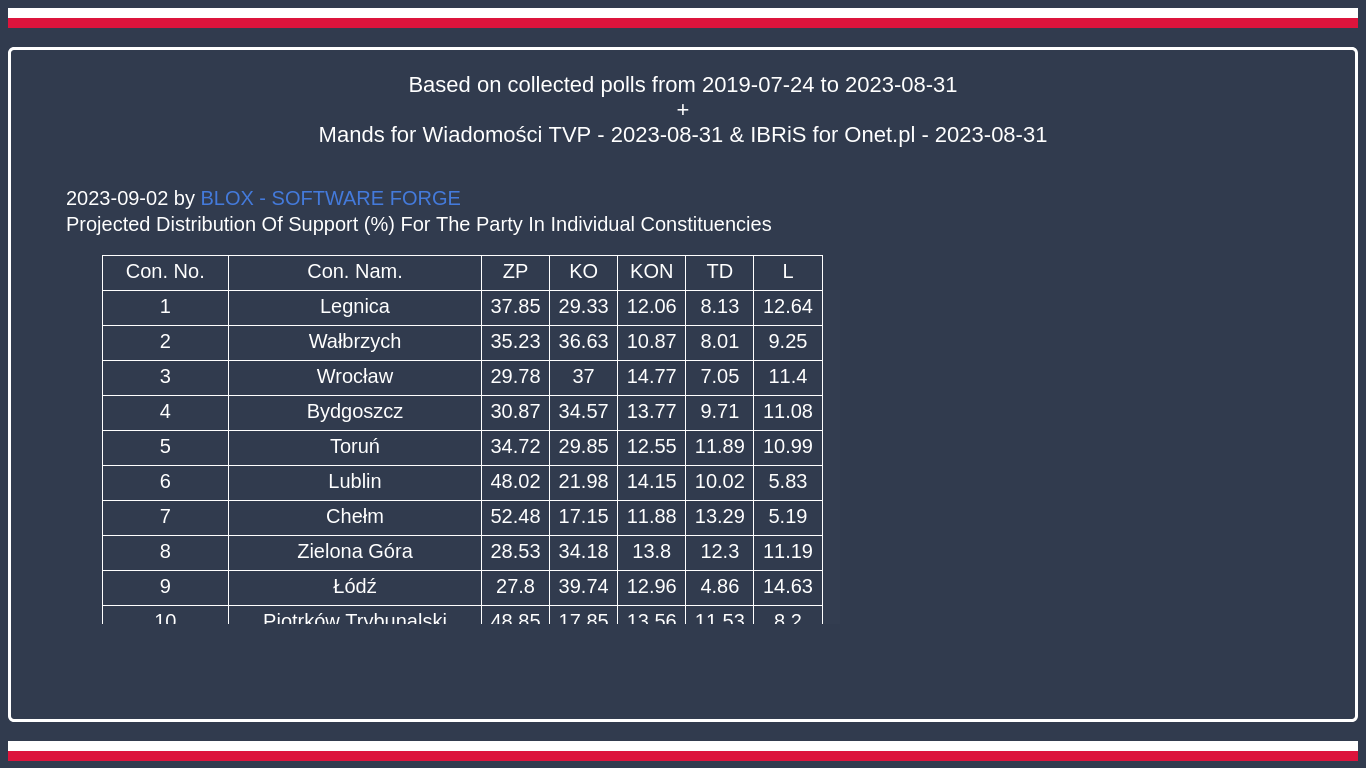 Based on collected polls from 2019-07-24 to 2023-08-31
+
Mands for Wiadomości TVP - 2023-08-31 & IBRiS for Onet.pl - 2023-08-31
2023-09-02 by BLOX - SOFTWARE FORGE
Projected Distribution Of Support (%) For The Party In Individual Constituencies
Con. No. Con. Nam. ZP KO KON TD L
1 Legnica 37.85 29.33 12.06 8.13 12.64
2 Wałbrzych 35.23 36.63 10.87 8.01 9.25
3 Wrocław 29.78 37 14.77 7.05 11.4
4 Bydgoszcz 30.87 34.57 13.77 9.71 11.08
5 Toruń 34.72 29.85 12.55 11.89 10.99
6 Lublin 48.02 21.98 14.15 10.02 5.83
7 Chełm 52.48 17.15 11.88 13.29 5.19
8 Zielona Góra 28.53 34.18 13.8 12.3 11.19
9 Łódź 27.8 39.74 12.96 4.86 14.63
10 Piotrków Trybunalski 48.85 17.85 13.56 11.53 8.2